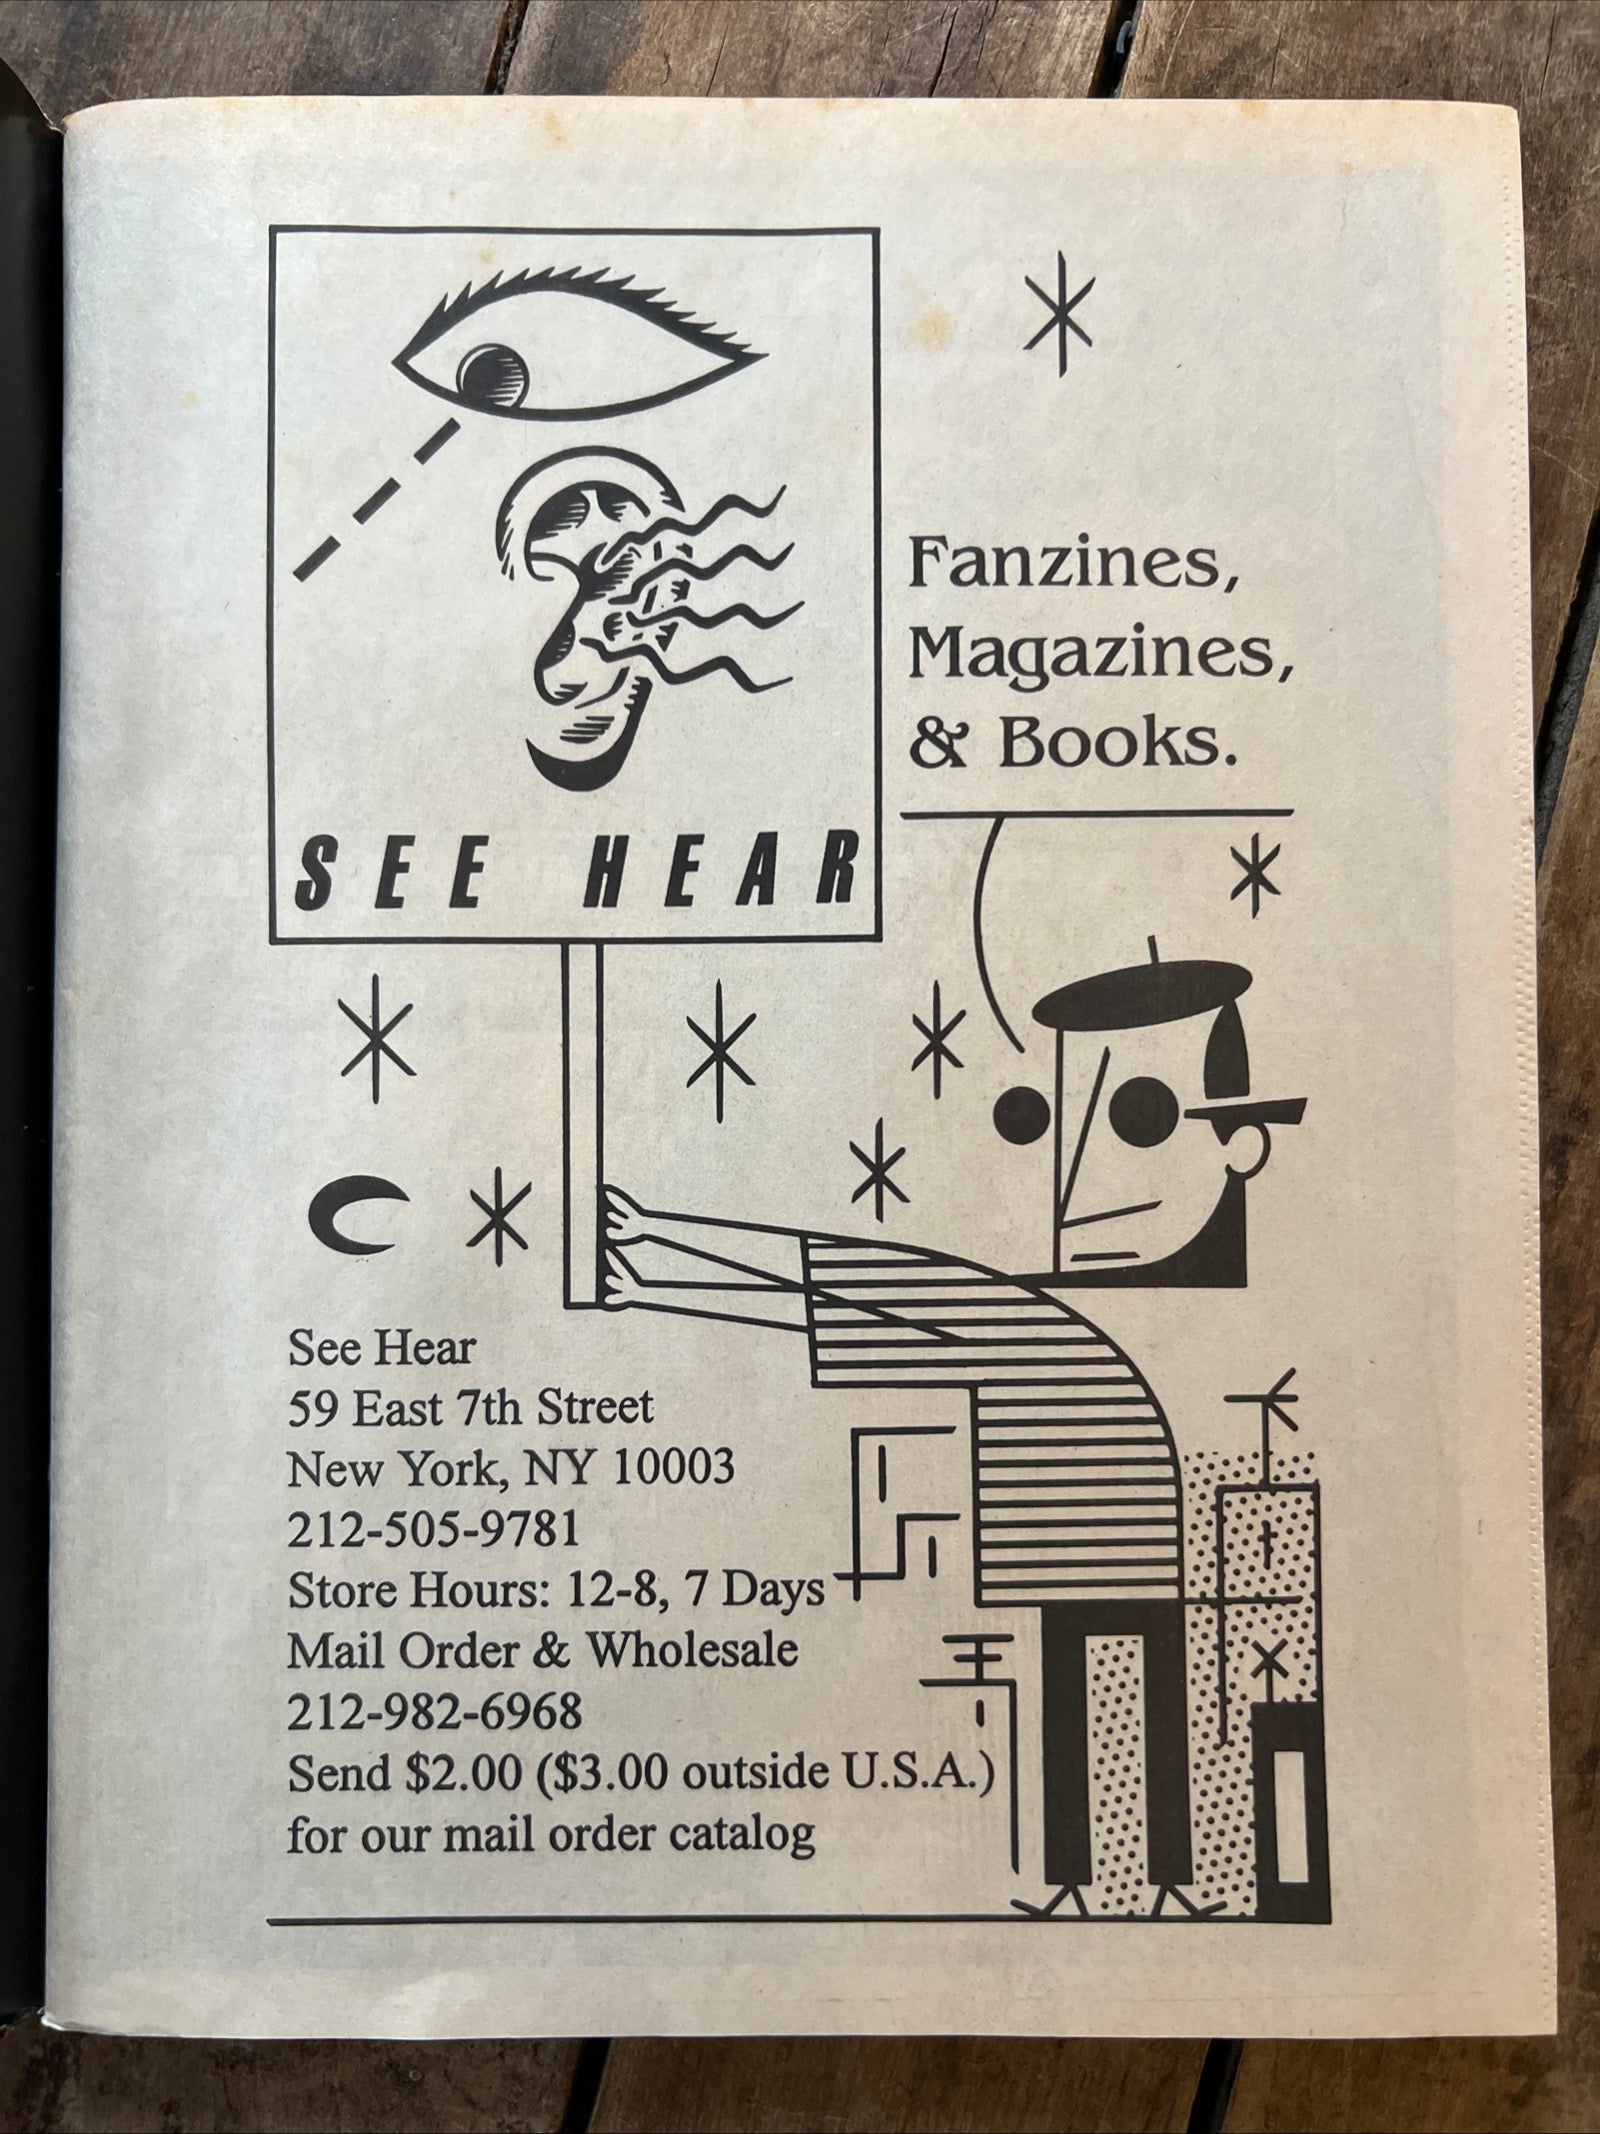 SEE HEAR
Fanzines,
Magazines,
& Books.
See Hear
59 East 7th Street
New York, NY 10003
212-505-9781
Store Hours: 12-8, 7 Days
Mail Order & Wholesale
212-982-6968
Send $2.00 ($3.00 outside U.S.A.)
for our mail order catalog